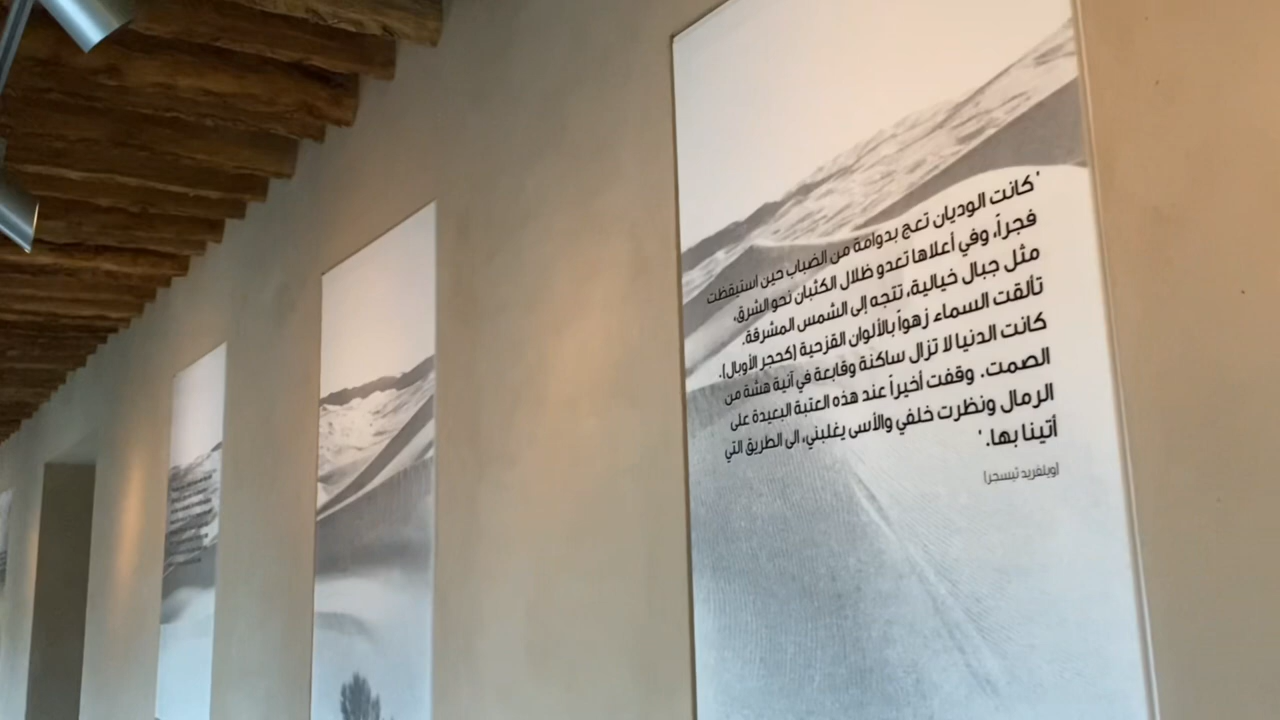 'كانت الوديان تعج بدوامة من الضباب حين استيقظت
فجراً، وفي أعلاها تعدو ظلال الكثبان نحو الشرق،
مثل جبال خيالية، تتجه إلى الشمس المشرقة.
تألقت السماء زهواً بالألوان القزحية (كحجر الأوبال).
كانت الدنيا لا تزال ساكنة وقابعة في آنية هشة من
الصمت. وقفت أخيراً عند هذه العتبة البعيدة على
الرمال ونظرت خلفي والأسى يغلبني، الى الطريق التي
أتينا بها.'
(ويلفريد ثيسجر)